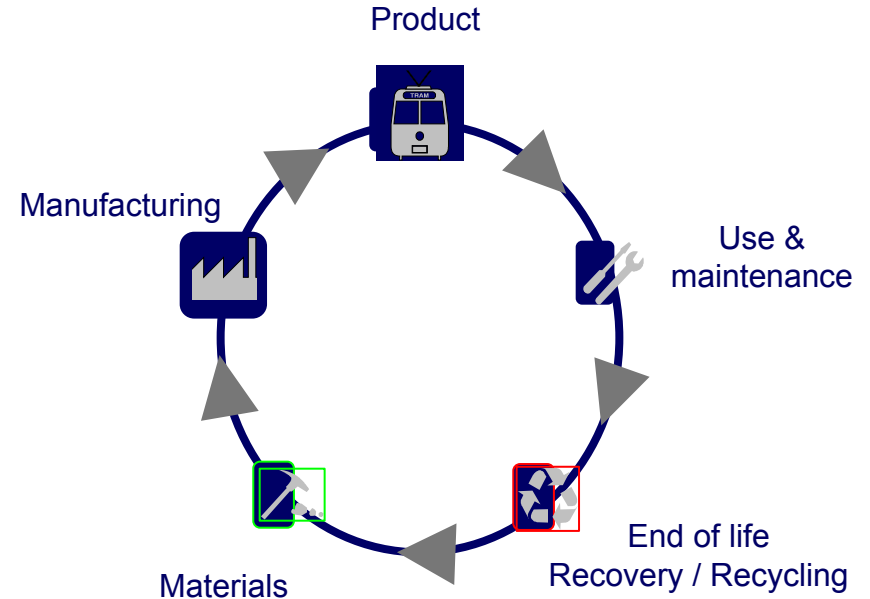 Product
TRAM
Manufacturing
Use &
maintenance
End of life
Recovery / Recycling
Materials